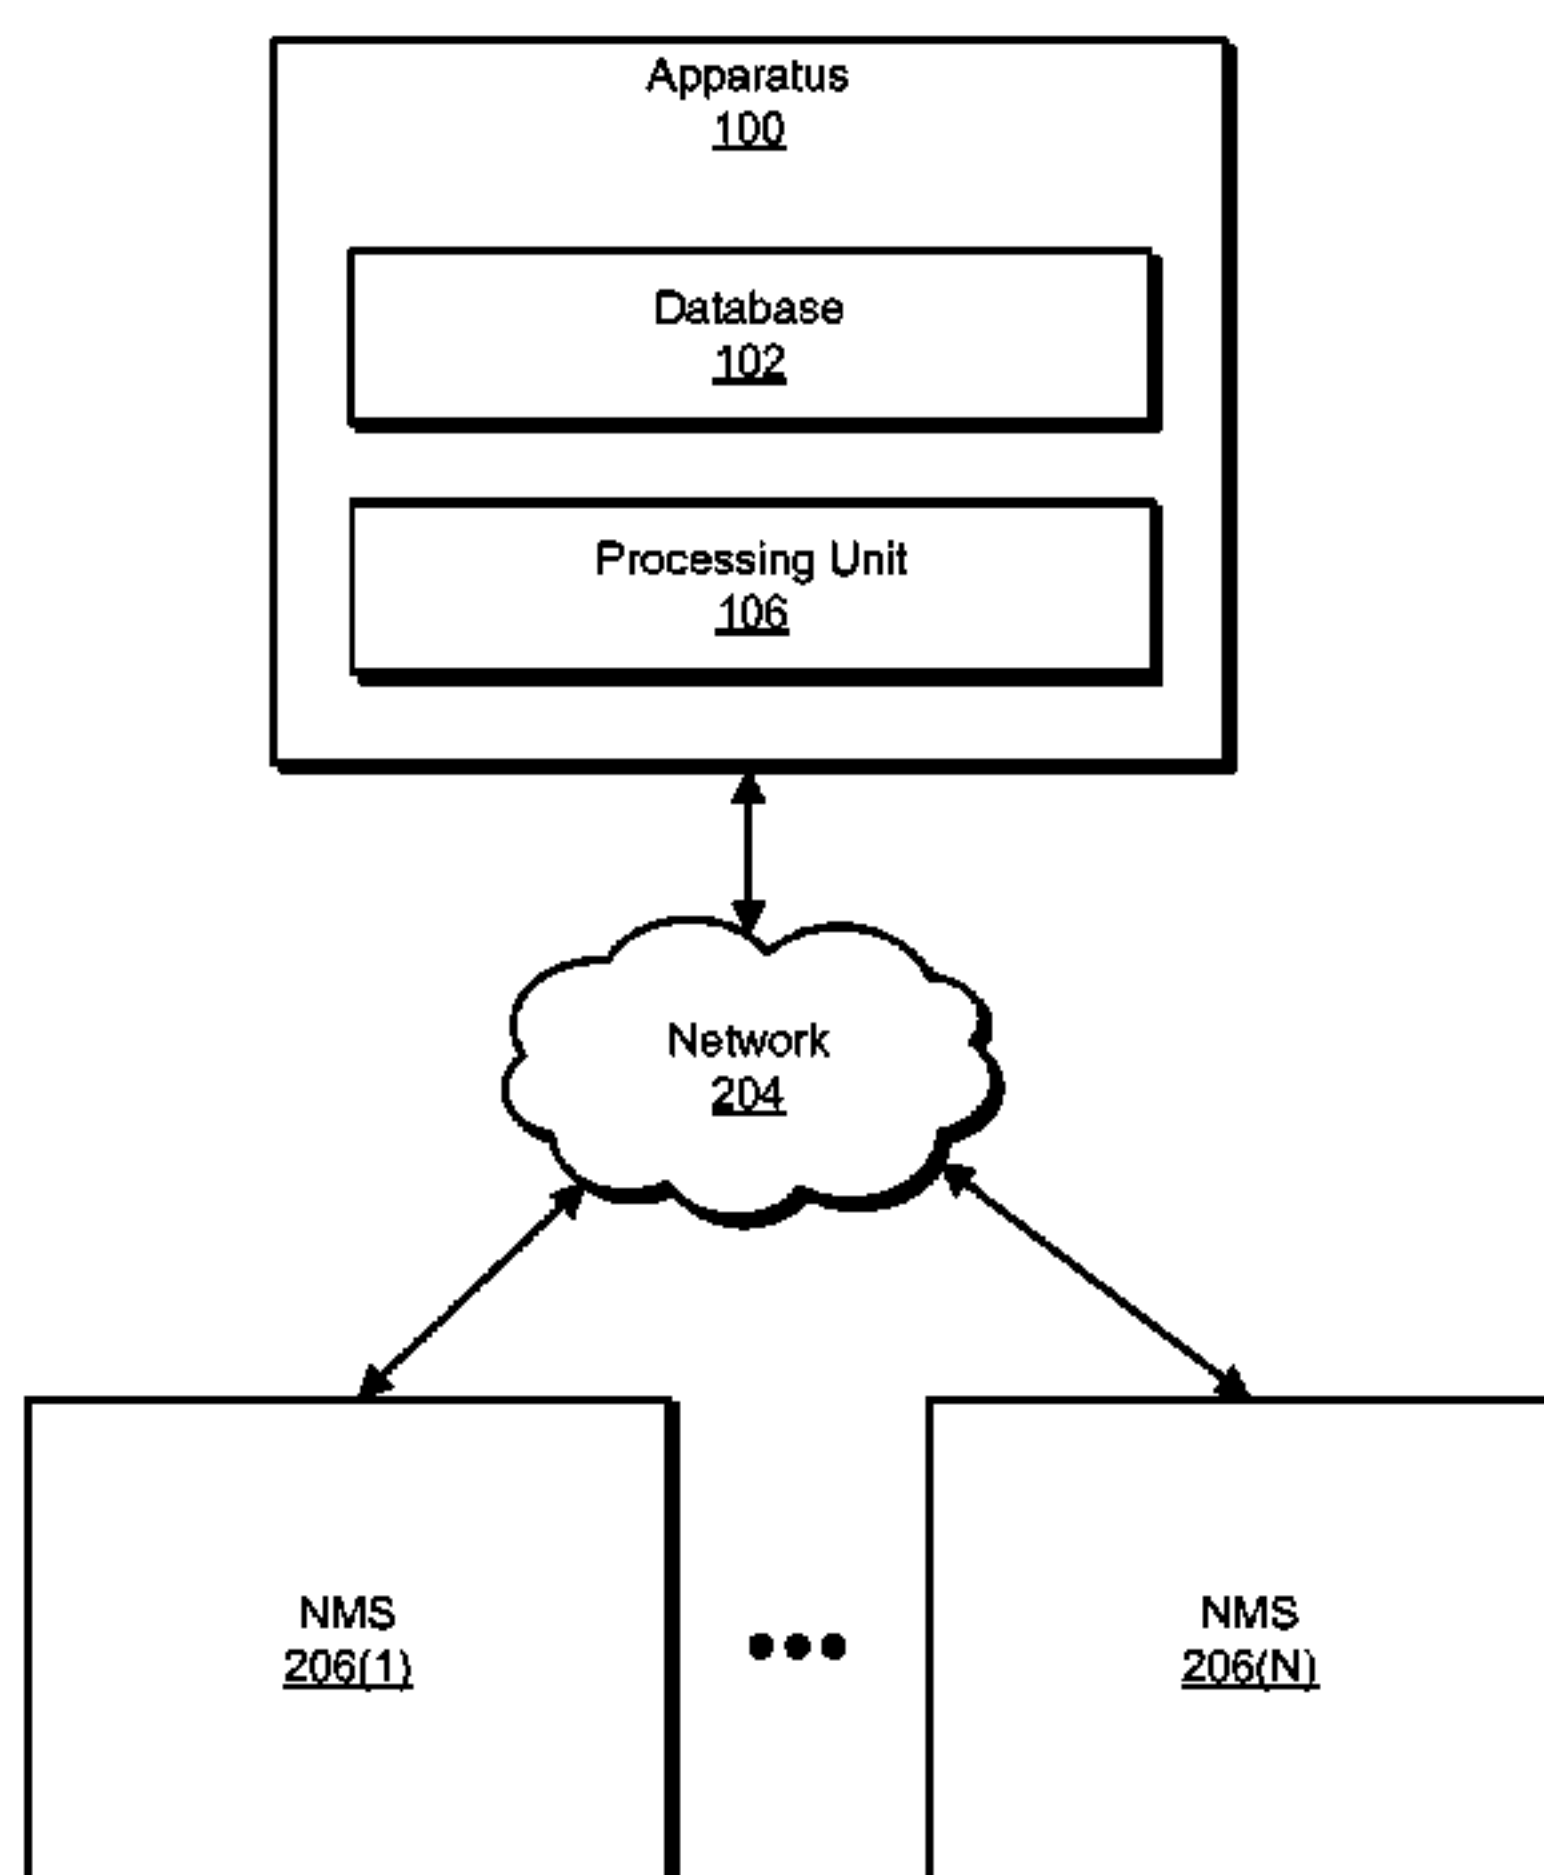 Apparatus
100
Database
102
Processing Unit
106
Network
204
NMS
206(1)
NMS
206(N)